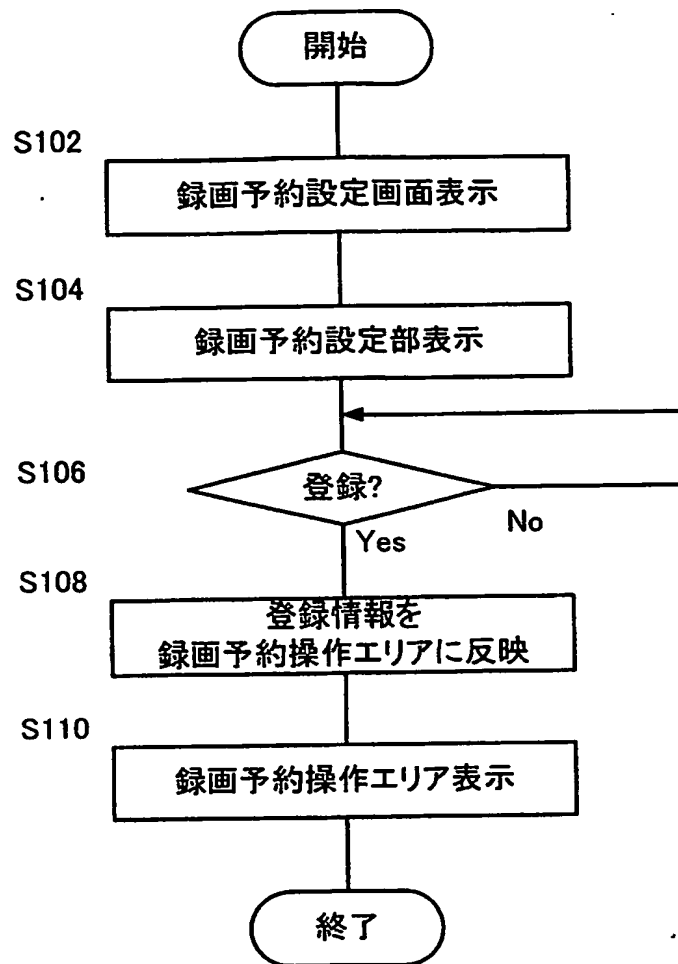 開始
S102
録画予約設定画面表示
S104
録画予約設定部表示
S106
登録?
No
Yes
S108
登録情報を
録画予約操作エリアに反映
S110
録画予約操作エリア表示
終了